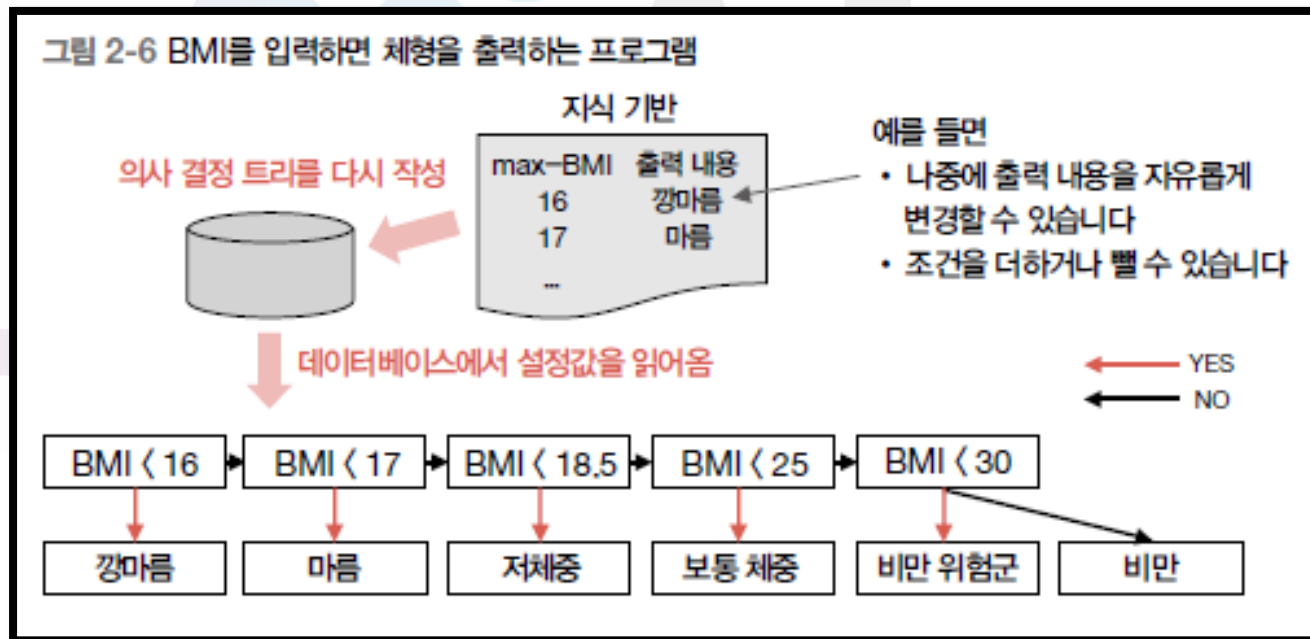 그림 2-6 BMI를 입력하면 체형을 출력하는 프로그램
지식 기반
max-BMI 출력 내용
16 깡마름
17 마름
...
의사 결정 트리를 다시 작성
예를 들면
• 나중에 출력 내용을 자유롭게
변경할 수 있습니다
• 조건을 더하거나 뺄 수 있습니다
데이터베이스에서 설정값을 읽어옴
YES
NO
BMI < 16 BMI < 17 BMI < 18.5 BMI < 25 BMI < 30
깡마름 마름 저체중 보통 체중 비만 위험군 비만